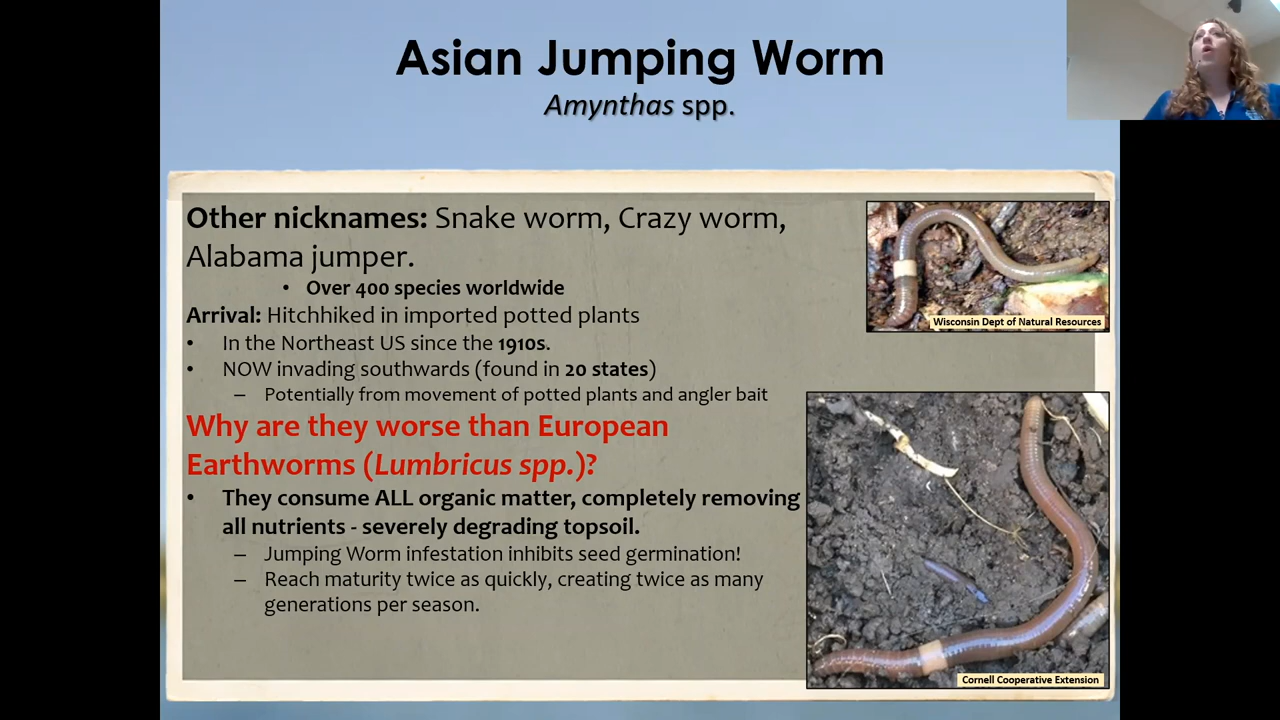 Asian Jumping Worm
Amynthas spp.
Other nicknames: Snake worm, Crazy worm,
Alabama jumper.
• Over 400 species worldwide
Arrival: Hitchhiked in imported potted plants
• In the Northeast US since the 1910s.
• NOW invading southwards (found in 20 states)
– Potentially from movement of potted plants and angler bait
Why are they worse than European
Earthworms (Lumbricus spp.)?
• They consume ALL organic matter, completely removing
all nutrients - severely degrading topsoil.
– Jumping Worm infestation inhibits seed germination!
– Reach maturity twice as quickly, creating twice as many
generations per season.
Wisconsin Dept of Natural Resources
Cornell Cooperative Extension